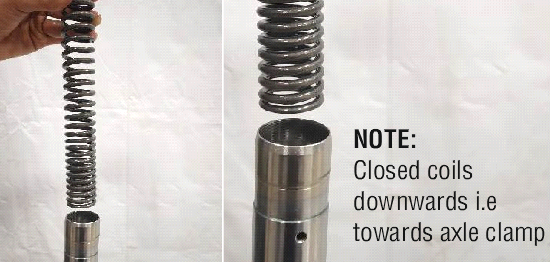 NOTE:
Closed coils
downwards i.e
towards axle clamp